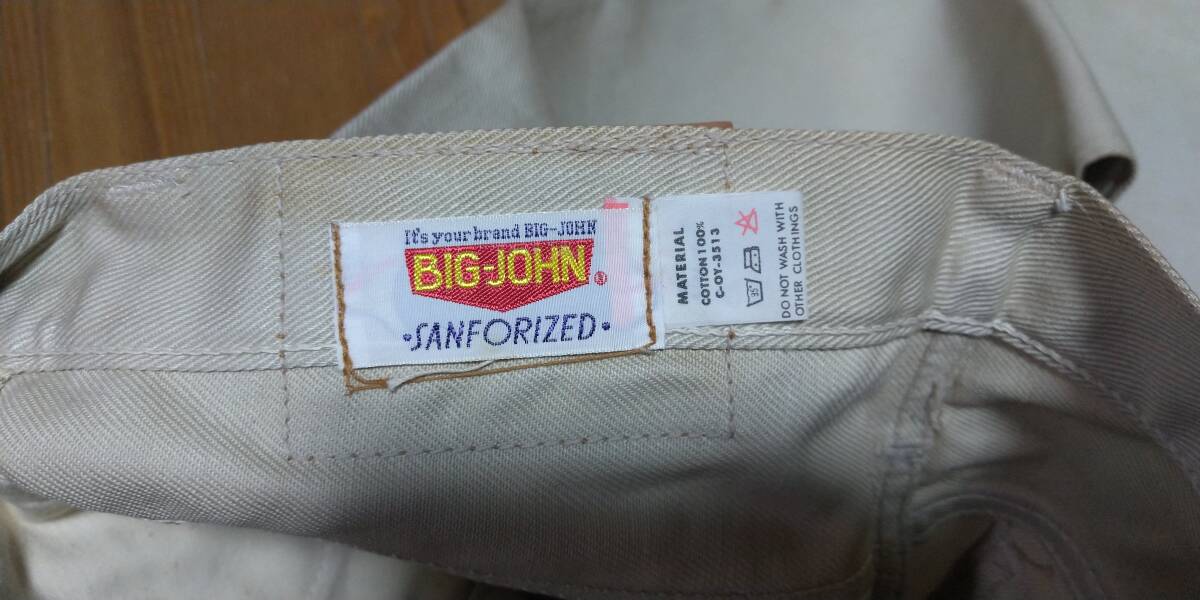 It's your brand BIG-JOHN
BIG-JOHN
•SANFORIZED•
MATERIAL
COTTON 100%
C-OY-3513
DO NOT WASH WITH
OTHER CLOTHINGS